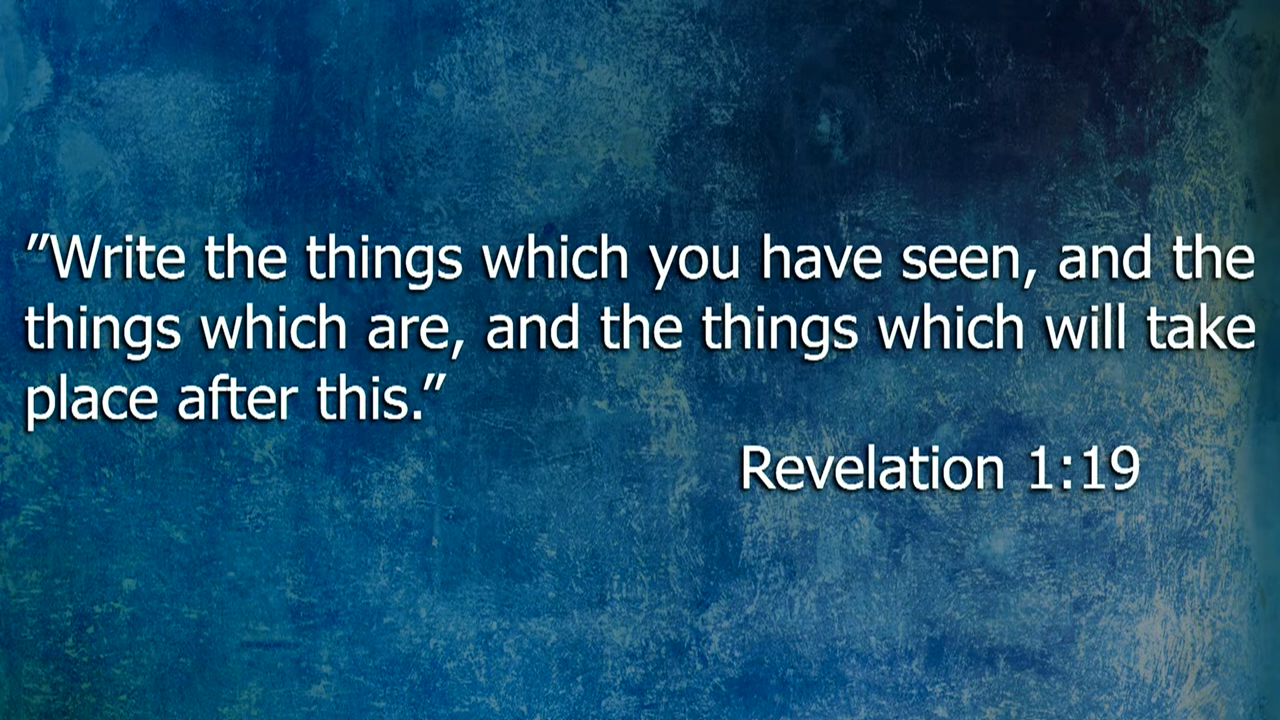 ”Write the things which you have seen, and the
things which are, and the things which will take
place after this.”
Revelation 1:19